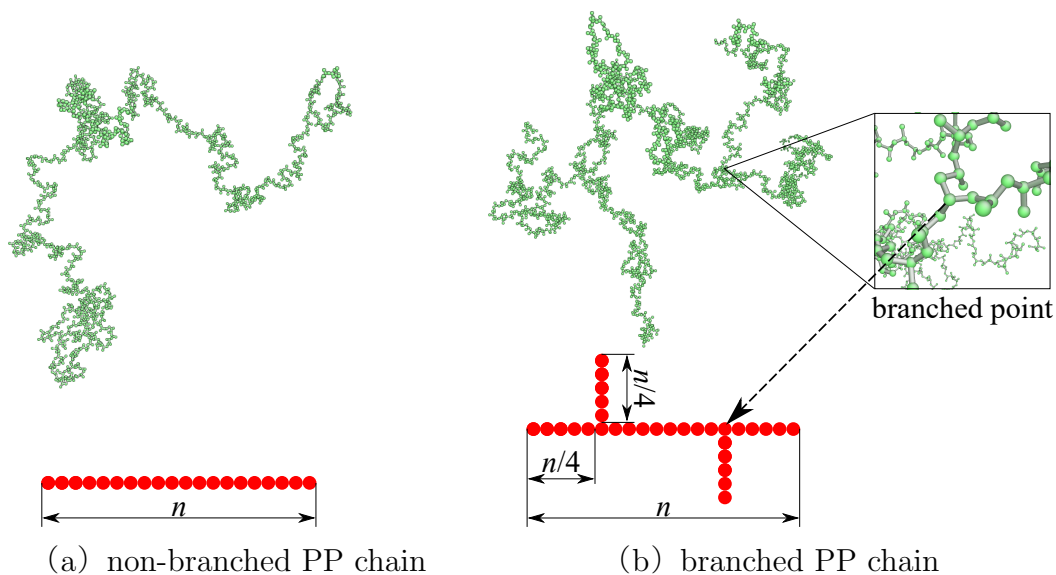 branched point
n/4
n/4
n
n
(a) non-branched PP chain
(b) branched PP chain